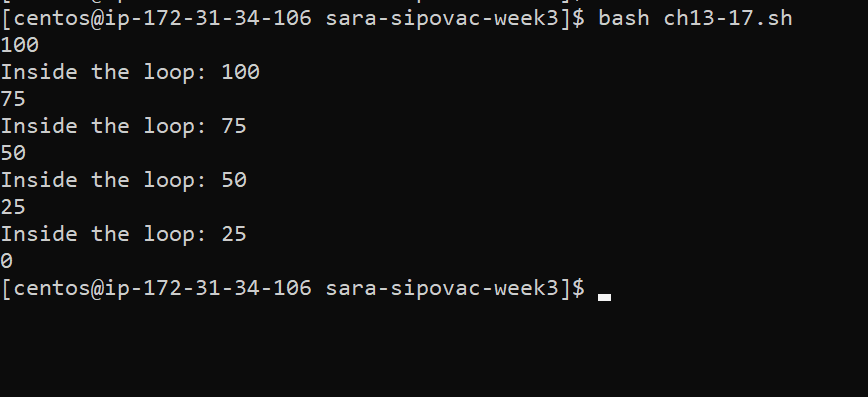 [centos@ip-172-31-34-106 sara-sipovac-week3]$ bash ch13-17.sh
100
Inside the loop: 100
75
Inside the loop: 75
50
Inside the loop: 50
25
Inside the loop: 25
0
[centos@ip-172-31-34-106 sara-sipovac-week3]$